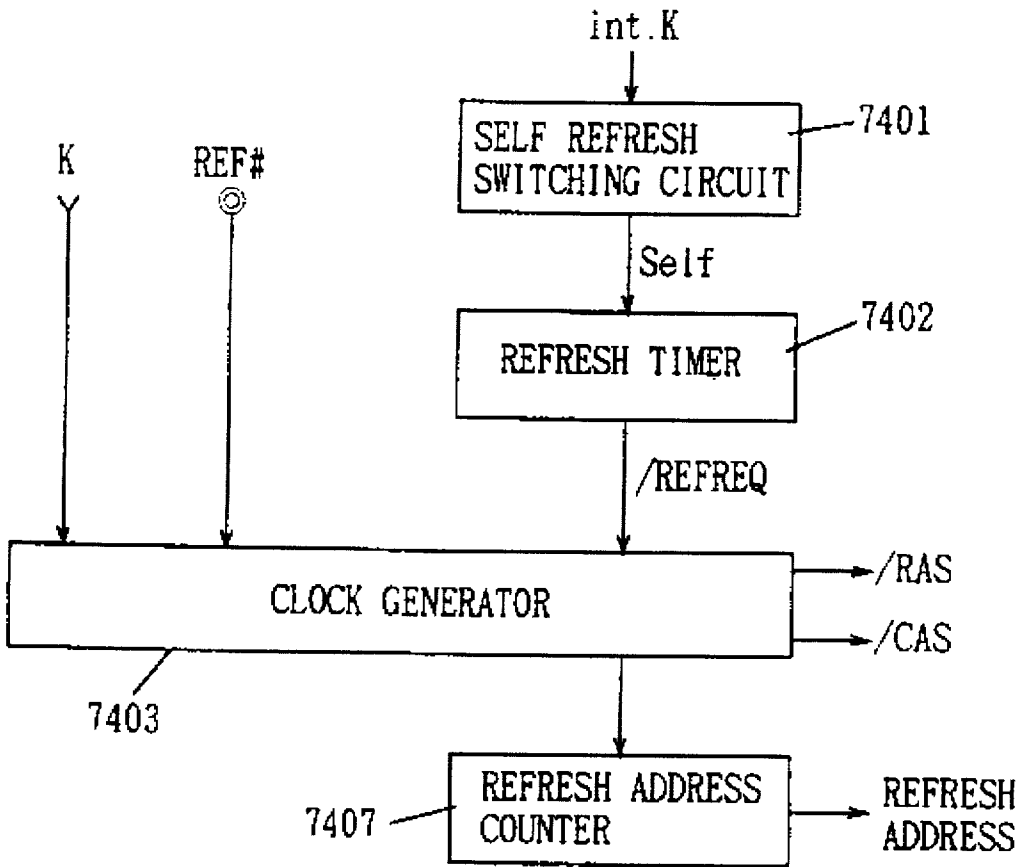 int.K
7401
SELF REFRESH
SWITCHING CIRCUIT
K
REF#
Self
7402
REFRESH TIMER
/REFREQ
CLOCK GENERATOR
/RAS
/CAS
7403
REFRESH ADDRESS
COUNTER
7407
REFRESH
ADDRESS